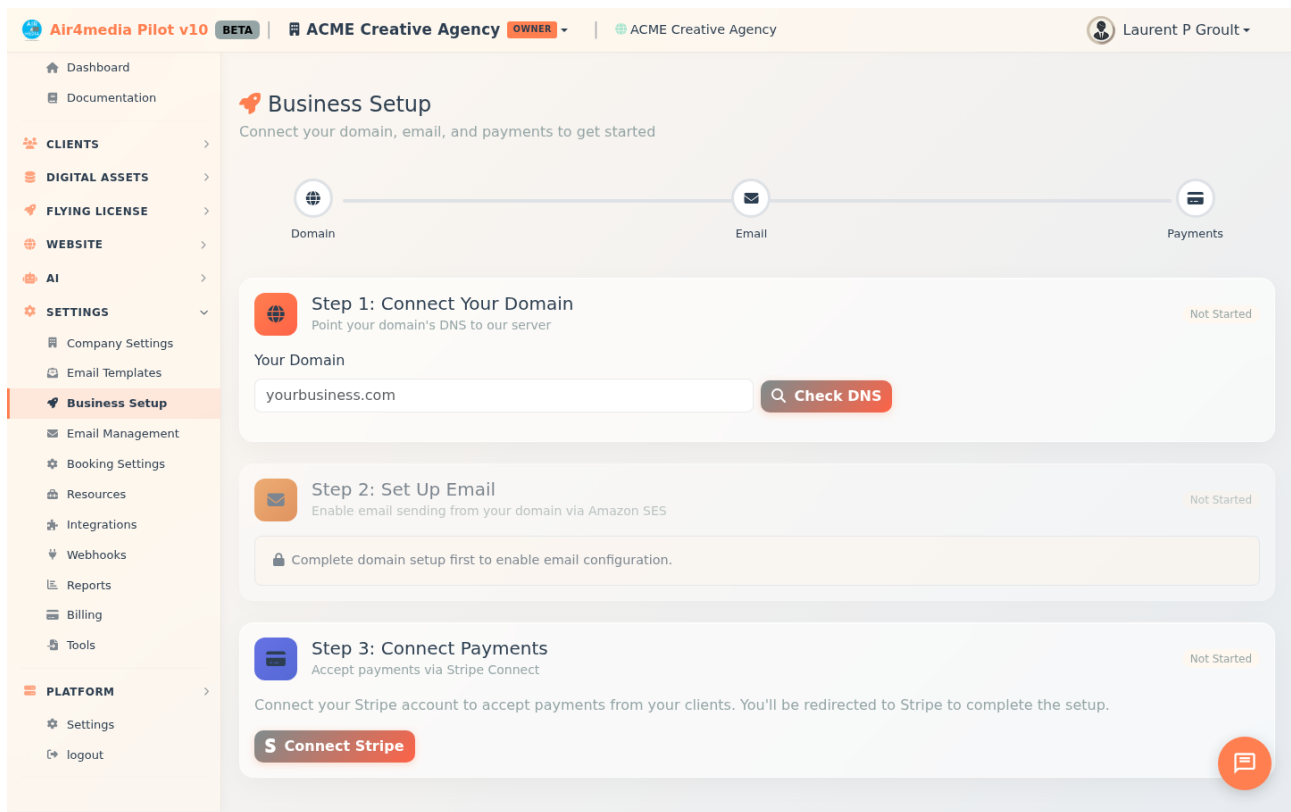 Air4media Pilot v10 BETA
ACME Creative Agency OWNER
ACME Creative Agency
Laurent P Groult
Dashboard
Documentation
CLIENTS
DIGITAL ASSETS
FLYING LICENSE
WEBSITE
AI
SETTINGS
Company Settings
Email Templates
Business Setup
Email Management
Booking Settings
Resources
Integrations
Webhooks
Reports
Billing
Tools
PLATFORM
Settings
logout
Business Setup
Connect your domain, email, and payments to get started
Domain
Email
Payments
Step 1: Connect Your Domain
Point your domain's DNS to our server
Not Started
Your Domain
yourbusiness.com
Check DNS
Step 2: Set Up Email
Enable email sending from your domain via Amazon SES
Not Started
Complete domain setup first to enable email configuration.
Step 3: Connect Payments
Accept payments via Stripe Connect
Not Started
Connect your Stripe account to accept payments from your clients. You'll be redirected to Stripe to complete the setup.
S Connect Stripe